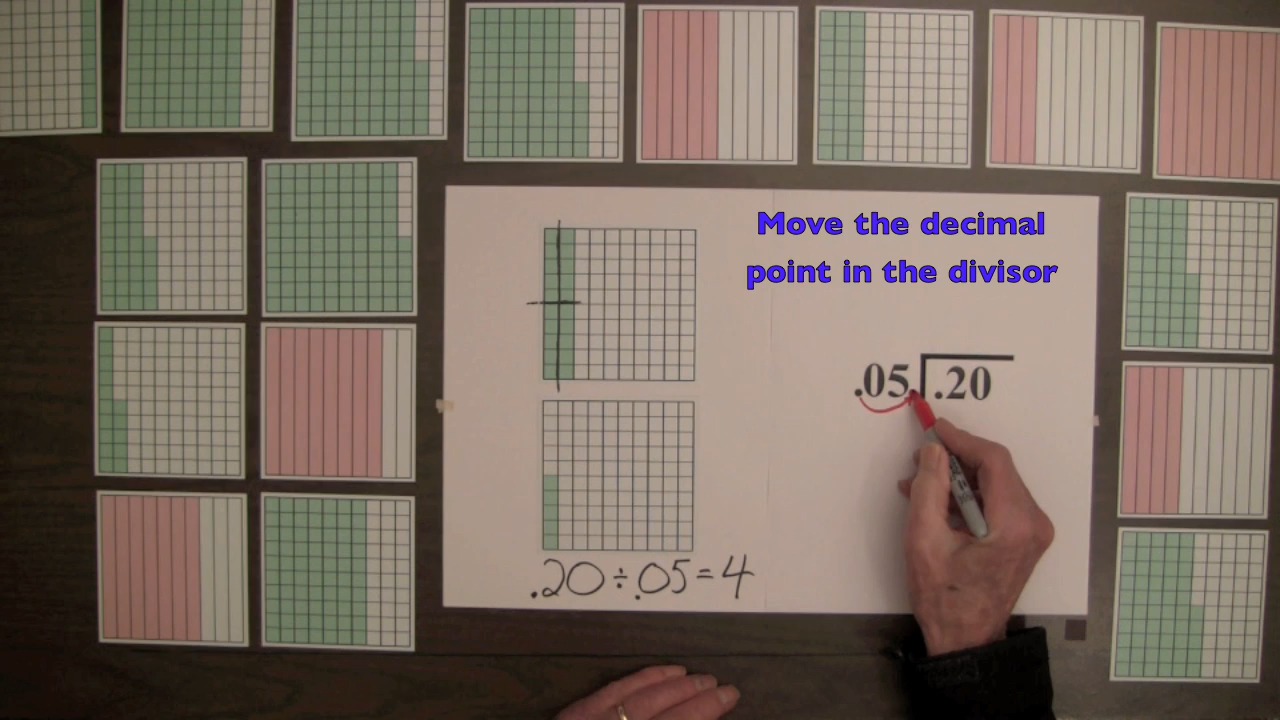 Move the decimal
point in the divisor
.05 .20
.20÷.05=4